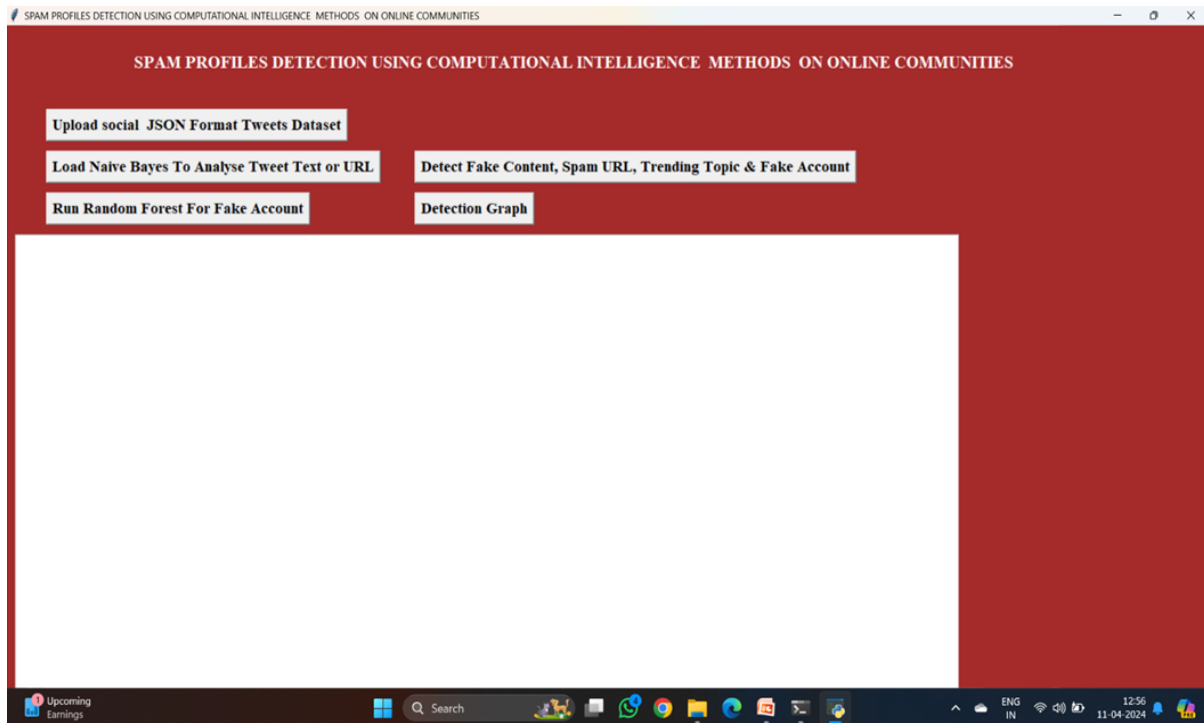 SPAM PROFILES DETECTION USING COMPUTATIONAL INTELLIGENCE  METHODS  ON ONLINE COMMUNITIES
SPAM PROFILES DETECTION USING COMPUTATIONAL INTELLIGENCE  METHODS  ON ONLINE COMMUNITIES
Upload social  JSON Format Tweets Dataset
Load Naive Bayes To Analyse Tweet Text or URL
Detect Fake Content, Spam URL, Trending Topic & Fake Account
Run Random Forest For Fake Account
Detection Graph
1
Upcoming
Earnings
Search
4
ENG
IN
12:56
11-04-2024